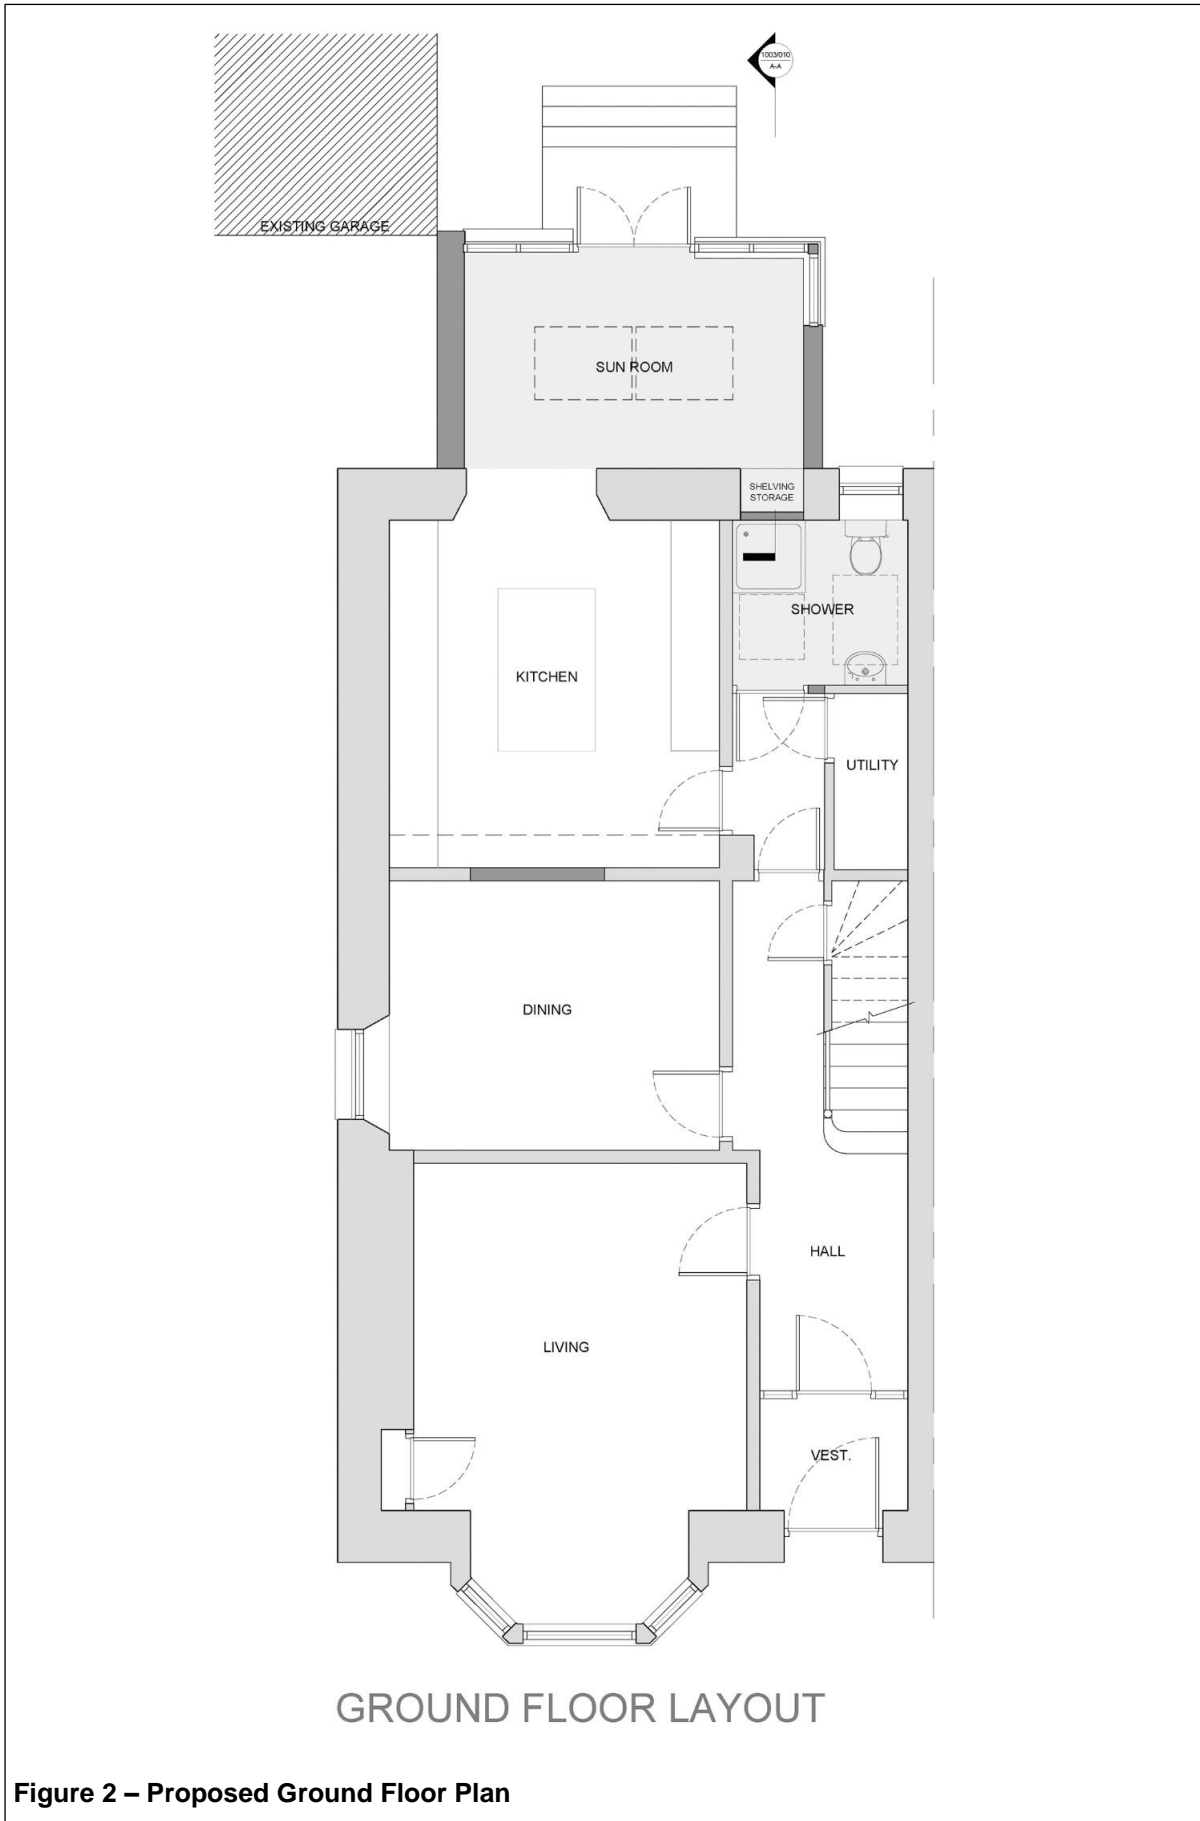 1003/010
A-A
EXISTING GARAGE
SUN ROOM
SHELVING
STORAGE
SHOWER
KITCHEN
UTILITY
DINING
HALL
LIVING
VEST.
GROUND FLOOR LAYOUT
Figure 2 – Proposed Ground Floor Plan